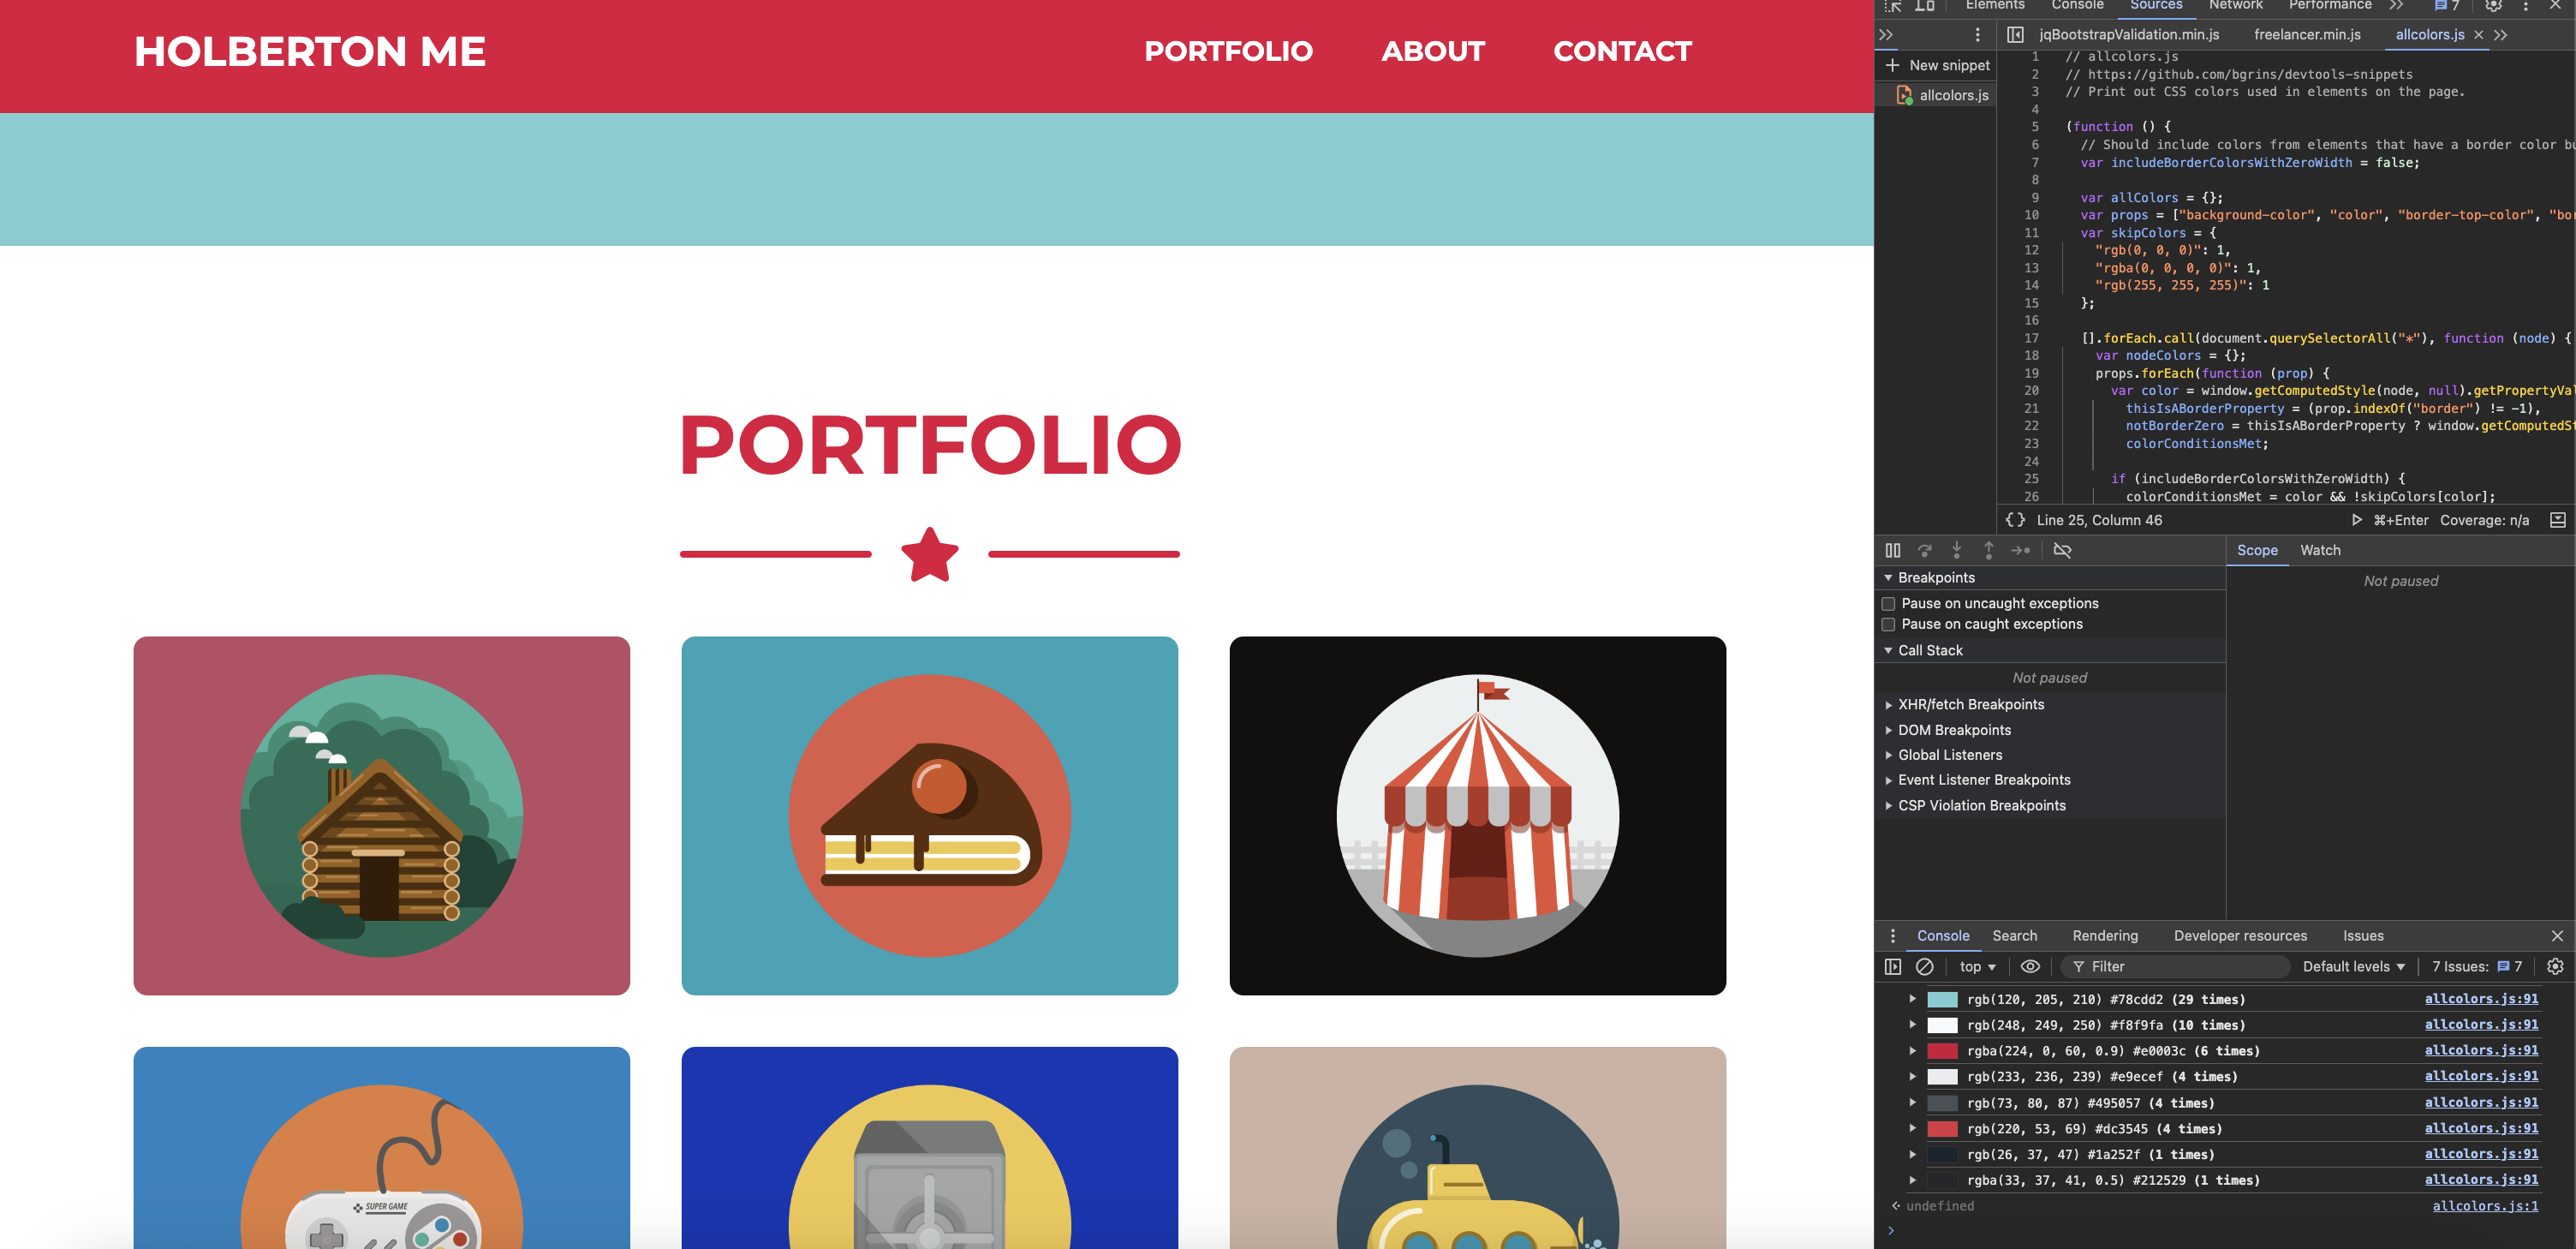 HOLBERTON ME
PORTFOLIO ABOUT CONTACT
PORTFOLIO
SUPER GAME
Elements Console Sources Network Performance 7
jqBootstrapValidation.min.js freelancer.min.js allcolors.js
New snippet
allcolors.js
1 // allcolors.js
2 // https://github.com/bgrins/devtools-snippets
3 // Print out CSS colors used in elements on the page.
4
5 (function () {
6 // Should include colors from elements that have a border color bu
7 var includeBorderColorsWithZeroWidth = false;
8
9 var allColors = {};
10 var props = ["background-color", "color", "border-top-color", "bor
11 var skipColors = {
12 "rgb(0, 0, 0)": 1,
13 "rgba(0, 0, 0, 0)": 1,
14 "rgb(255, 255, 255)": 1
15 };
16
17 [].forEach.call(document.querySelectorAll("*"), function (node) {
18 var nodeColors = {};
19 props.forEach(function (prop) {
20 var color = window.getComputedStyle(node, null).getPropertyVal
21 thisIsABorderProperty = (prop.indexOf("border") != -1),
22 notBorderZero = thisIsABorderProperty ? window.getComputedSt
23 colorConditionsMet;
24
25 if (includeBorderColorsWithZeroWidth) {
26 colorConditionsMet = color && !skipColors[color];
{} Line 25, Column 46 ⌘+Enter Coverage: n/a
Scope Watch
Not paused
Breakpoints
Pause on uncaught exceptions
Pause on caught exceptions
Call Stack
Not paused
XHR/fetch Breakpoints
DOM Breakpoints
Global Listeners
Event Listener Breakpoints
CSP Violation Breakpoints
Console Search Rendering Developer resources Issues
top Filter Default levels 7 Issues: 7
rgb(120, 205, 210) #78cdd2 (29 times) allcolors.js:91
rgb(248, 249, 250) #f8f9fa (10 times) allcolors.js:91
rgba(224, 0, 60, 0.9) #e0003c (6 times) allcolors.js:91
rgb(233, 236, 239) #e9ecef (4 times) allcolors.js:91
rgb(73, 80, 87) #495057 (4 times) allcolors.js:91
rgb(220, 53, 69) #dc3545 (4 times) allcolors.js:91
rgb(26, 37, 47) #1a252f (1 times) allcolors.js:91
rgba(33, 37, 41, 0.5) #212529 (1 times) allcolors.js:91
undefined allcolors.js:1